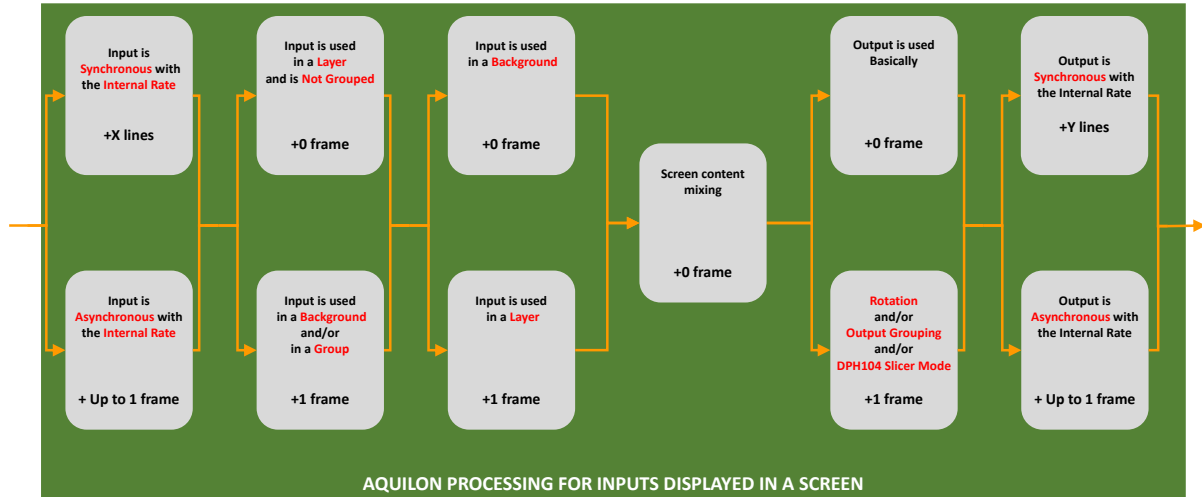 Input is
Synchronous with
the Internal Rate
+X lines
Input is
Asynchronous with
the Internal Rate
+ Up to 1 frame
Input is used
in a Layer
and is Not Grouped
+0 frame
Input is used
in a Background
and/or
in a Group
+1 frame
Input is used
in a Background
+0 frame
Input is used
in a Layer
+1 frame
Screen content
mixing
+0 frame
Output is used
Basically
+0 frame
Rotation
and/or
Output Grouping
and/or
DPH104 Slicer Mode
+1 frame
Output is
Synchronous with
the Internal Rate
+Y lines
Output is
Asynchronous with
the Internal Rate
+ Up to 1 frame
AQUILON PROCESSING FOR INPUTS DISPLAYED IN A SCREEN